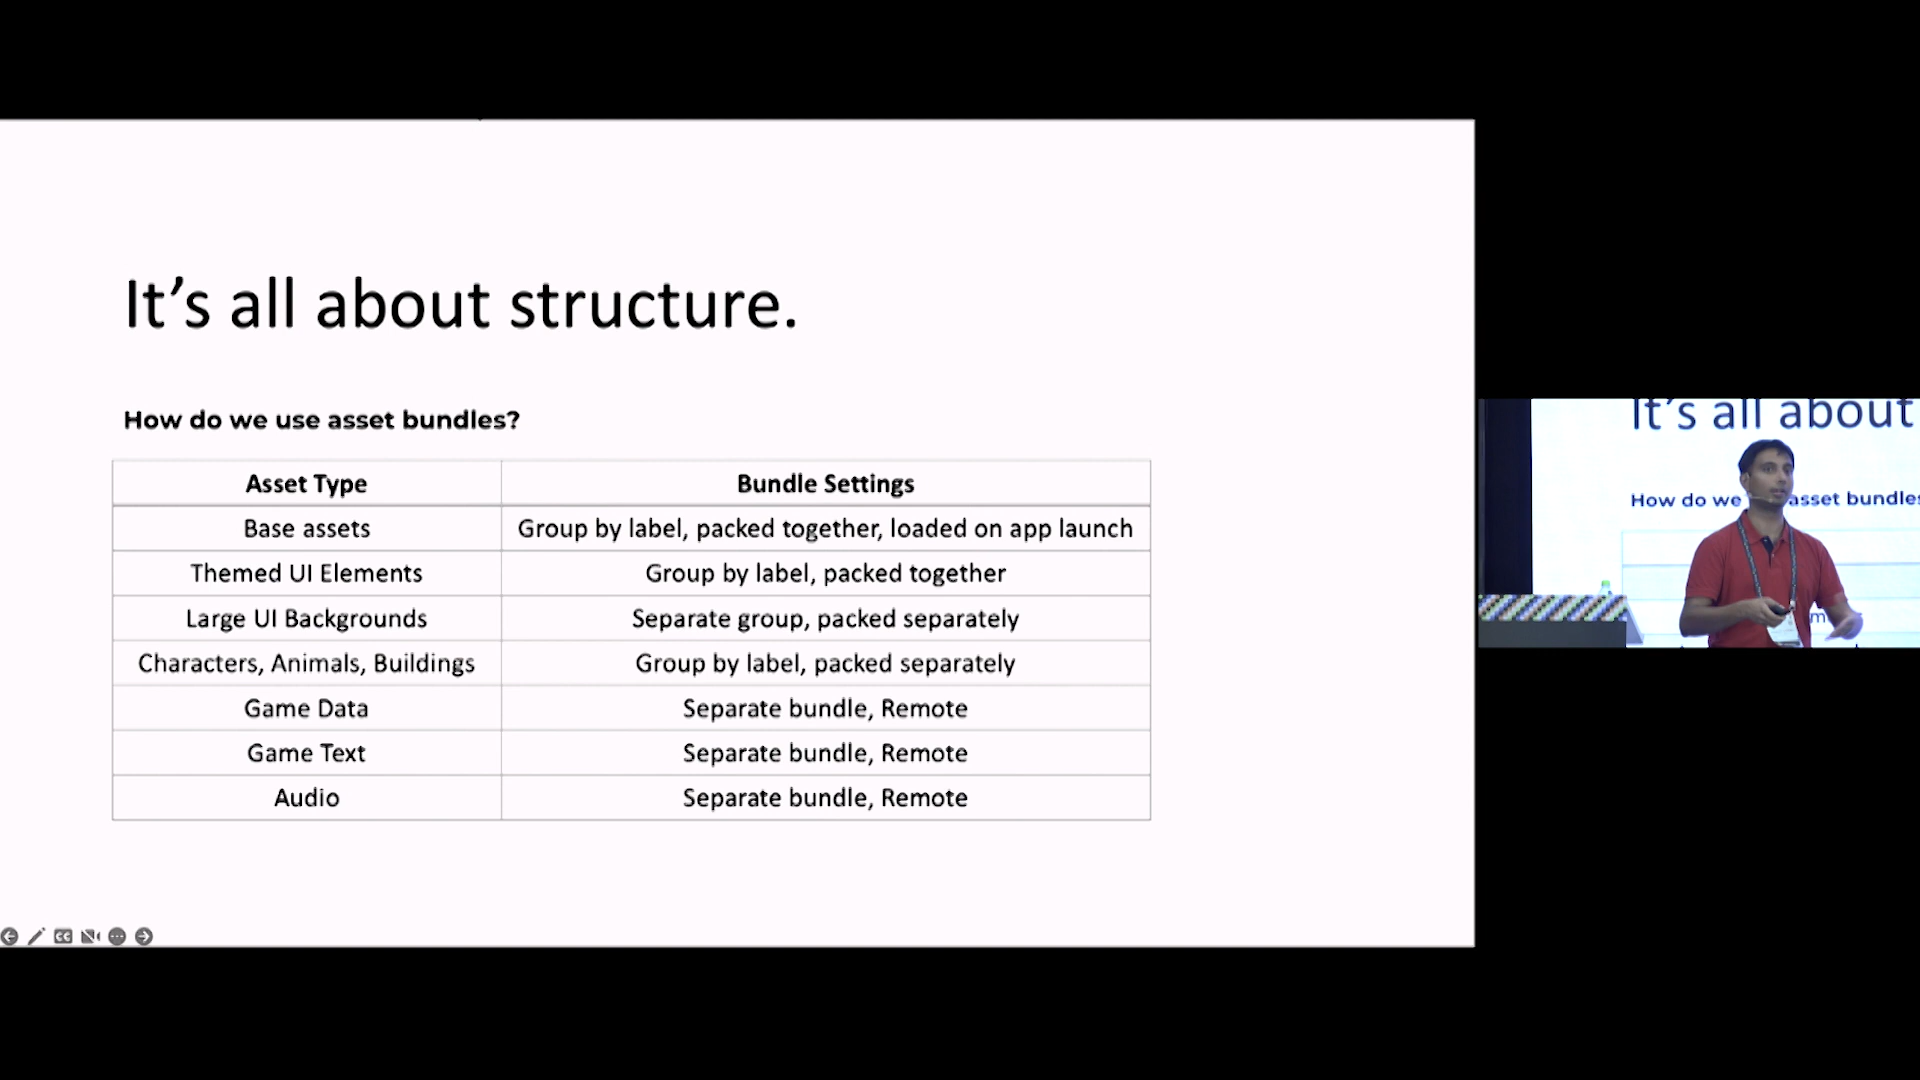 It’s all about structure.
How do we use asset bundles?
Asset Type Bundle Settings
Base assets Group by label, packed together, loaded on app launch
Themed UI Elements Group by label, packed together
Large UI Backgrounds Separate group, packed separately
Characters, Animals, Buildings Group by label, packed separately
Game Data Separate bundle, Remote
Game Text Separate bundle, Remote
Audio Separate bundle, Remote
CC
It’s all about
How do we asset bundles